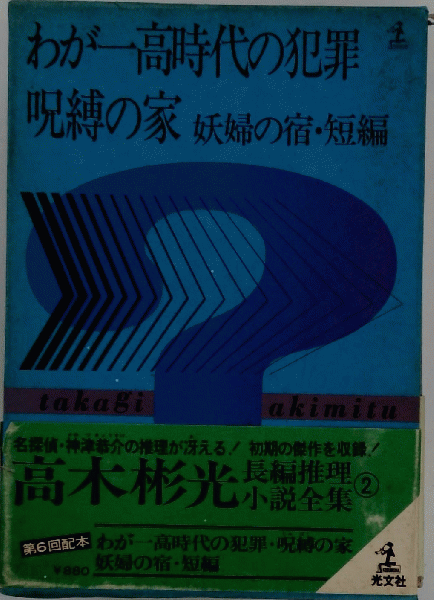 わが一高時代の犯罪
呪縛の家 妖婦の宿・短編
takagi akimitu
名探偵・神津恭介の推理が冴える！ 初期の傑作を収録！
高木彬光 長編推理
小説全集②
第6回配本
¥880
わが一高時代の犯罪・呪縛の家
妖婦の宿・短編
光文社